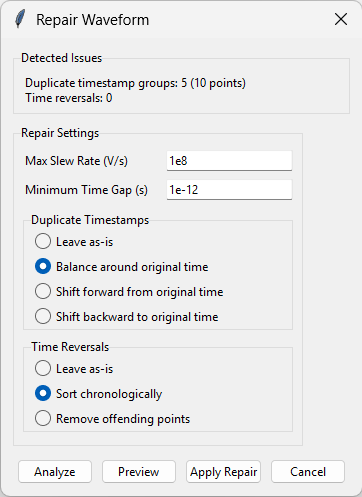 Repair Waveform
Detected Issues
Duplicate timestamp groups: 5 (10 points)
Time reversals: 0
Repair Settings
Max Slew Rate (V/s) 1e8
Minimum Time Gap (s) 1e-12
Duplicate Timestamps
Leave as-is
Balance around original time
Shift forward from original time
Shift backward to original time
Time Reversals
Leave as-is
Sort chronologically
Remove offending points
Analyze Preview Apply Repair Cancel